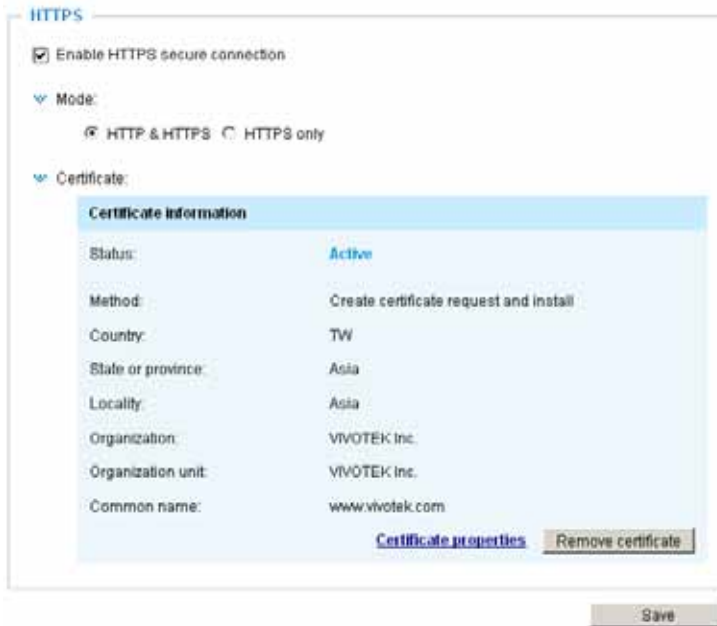 HTTPS
Enable HTTPS secure connection
Mode:
HTTP & HTTPS HTTPS only
Certificate:
Certificate information
Status: Active
Method: Create certificate request and install
Country: TW
State or province: Asia
Locality: Asia
Organization: VIVOTEK Inc.
Organization unit: VIVOTEK Inc.
Common name: www.vivotek.com
Certificate properties Remove certificate
Save